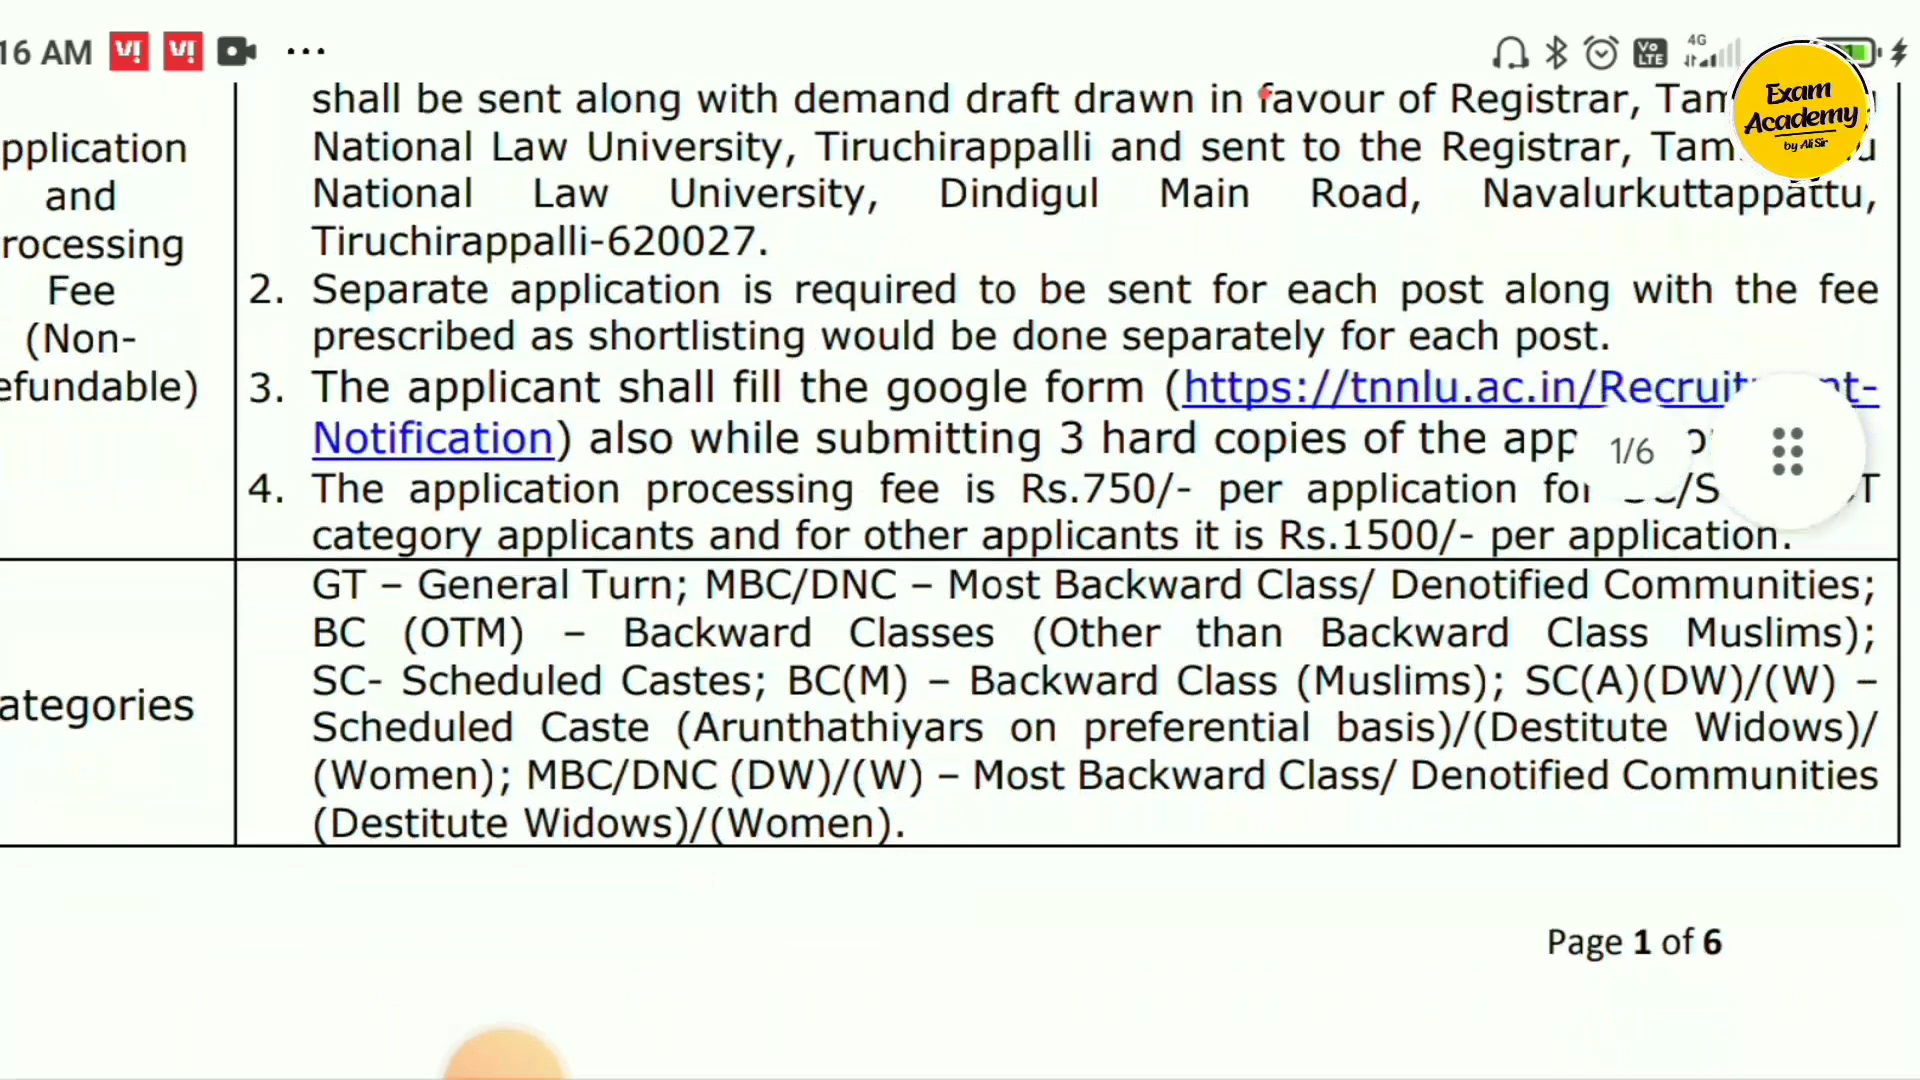 16 AM V! V! ...
Vo LTE 4G
Exam Academy by Ali Sir
pplication
and
rocessing
Fee
(Non-
efundable)
shall be sent along with demand draft drawn in favour of Registrar,
National Law University, Tiruchirappalli and sent to the Registrar,
National Law University, Dindigul Main Road, Navalurkuttappattu,
Tiruchirappalli-620027.
2. Separate application is required to be sent for each post along with the fee
prescribed as shortlisting would be done separately for each post.
3. The applicant shall fill the google form (https://tnnlu.ac.in/
Notification) also while submitting 3 hard copies of the
1/6
4. The application processing fee is Rs.750/- per application
category applicants and for other applicants it is Rs.1500/- per application.
ategories
GT – General Turn; MBC/DNC – Most Backward Class/ Denotified Communities;
BC (OTM) – Backward Classes (Other than Backward Class Muslims);
SC- Scheduled Castes; BC(M) – Backward Class (Muslims); SC(A)(DW)/(W) –
Scheduled Caste (Arunthathiyars on preferential basis)/(Destitute Widows)/
(Women); MBC/DNC (DW)/(W) – Most Backward Class/ Denotified Communities
(Destitute Widows)/(Women).
Page 1 of 6